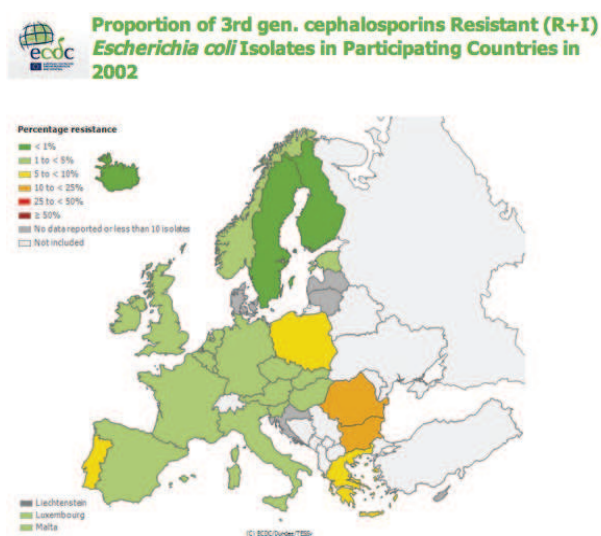 ecdc
Proportion of 3rd gen. cephalosporins Resistant (R+I)
Escherichia coli Isolates in Participating Countries in
2002
Percentage resistance
< 1%
1 to < 5%
5 to < 10%
10 to < 25%
25 to < 50%
≥ 50%
No data reported or less than 10 isolates
Not included
Liechtenstein
Luxembourg
Malta
(C) ECDC/Dundas/TESSy